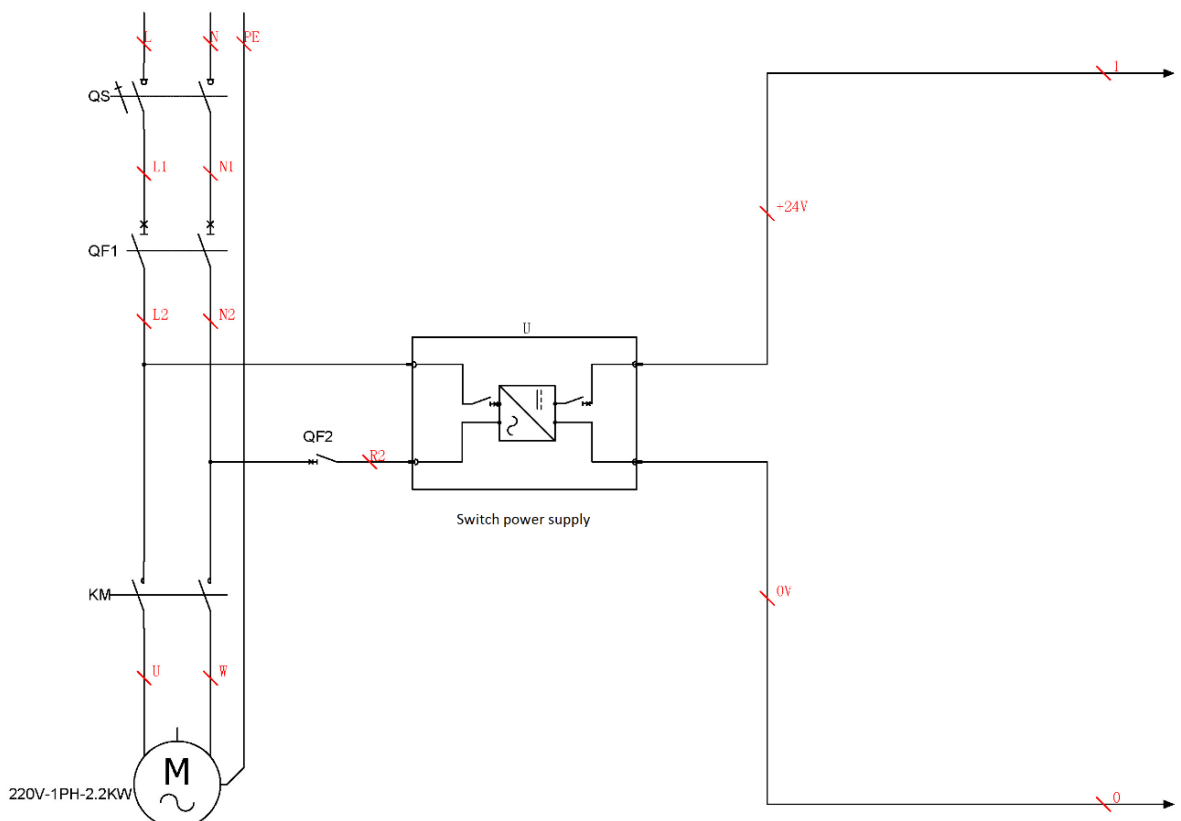 L N PE
1
QS
L1 N1
+24V
QF1
L2 N2
U
QF2
R2
Switch power supply
KM
0V
U W
M
220V-1PH-2.2KW
0